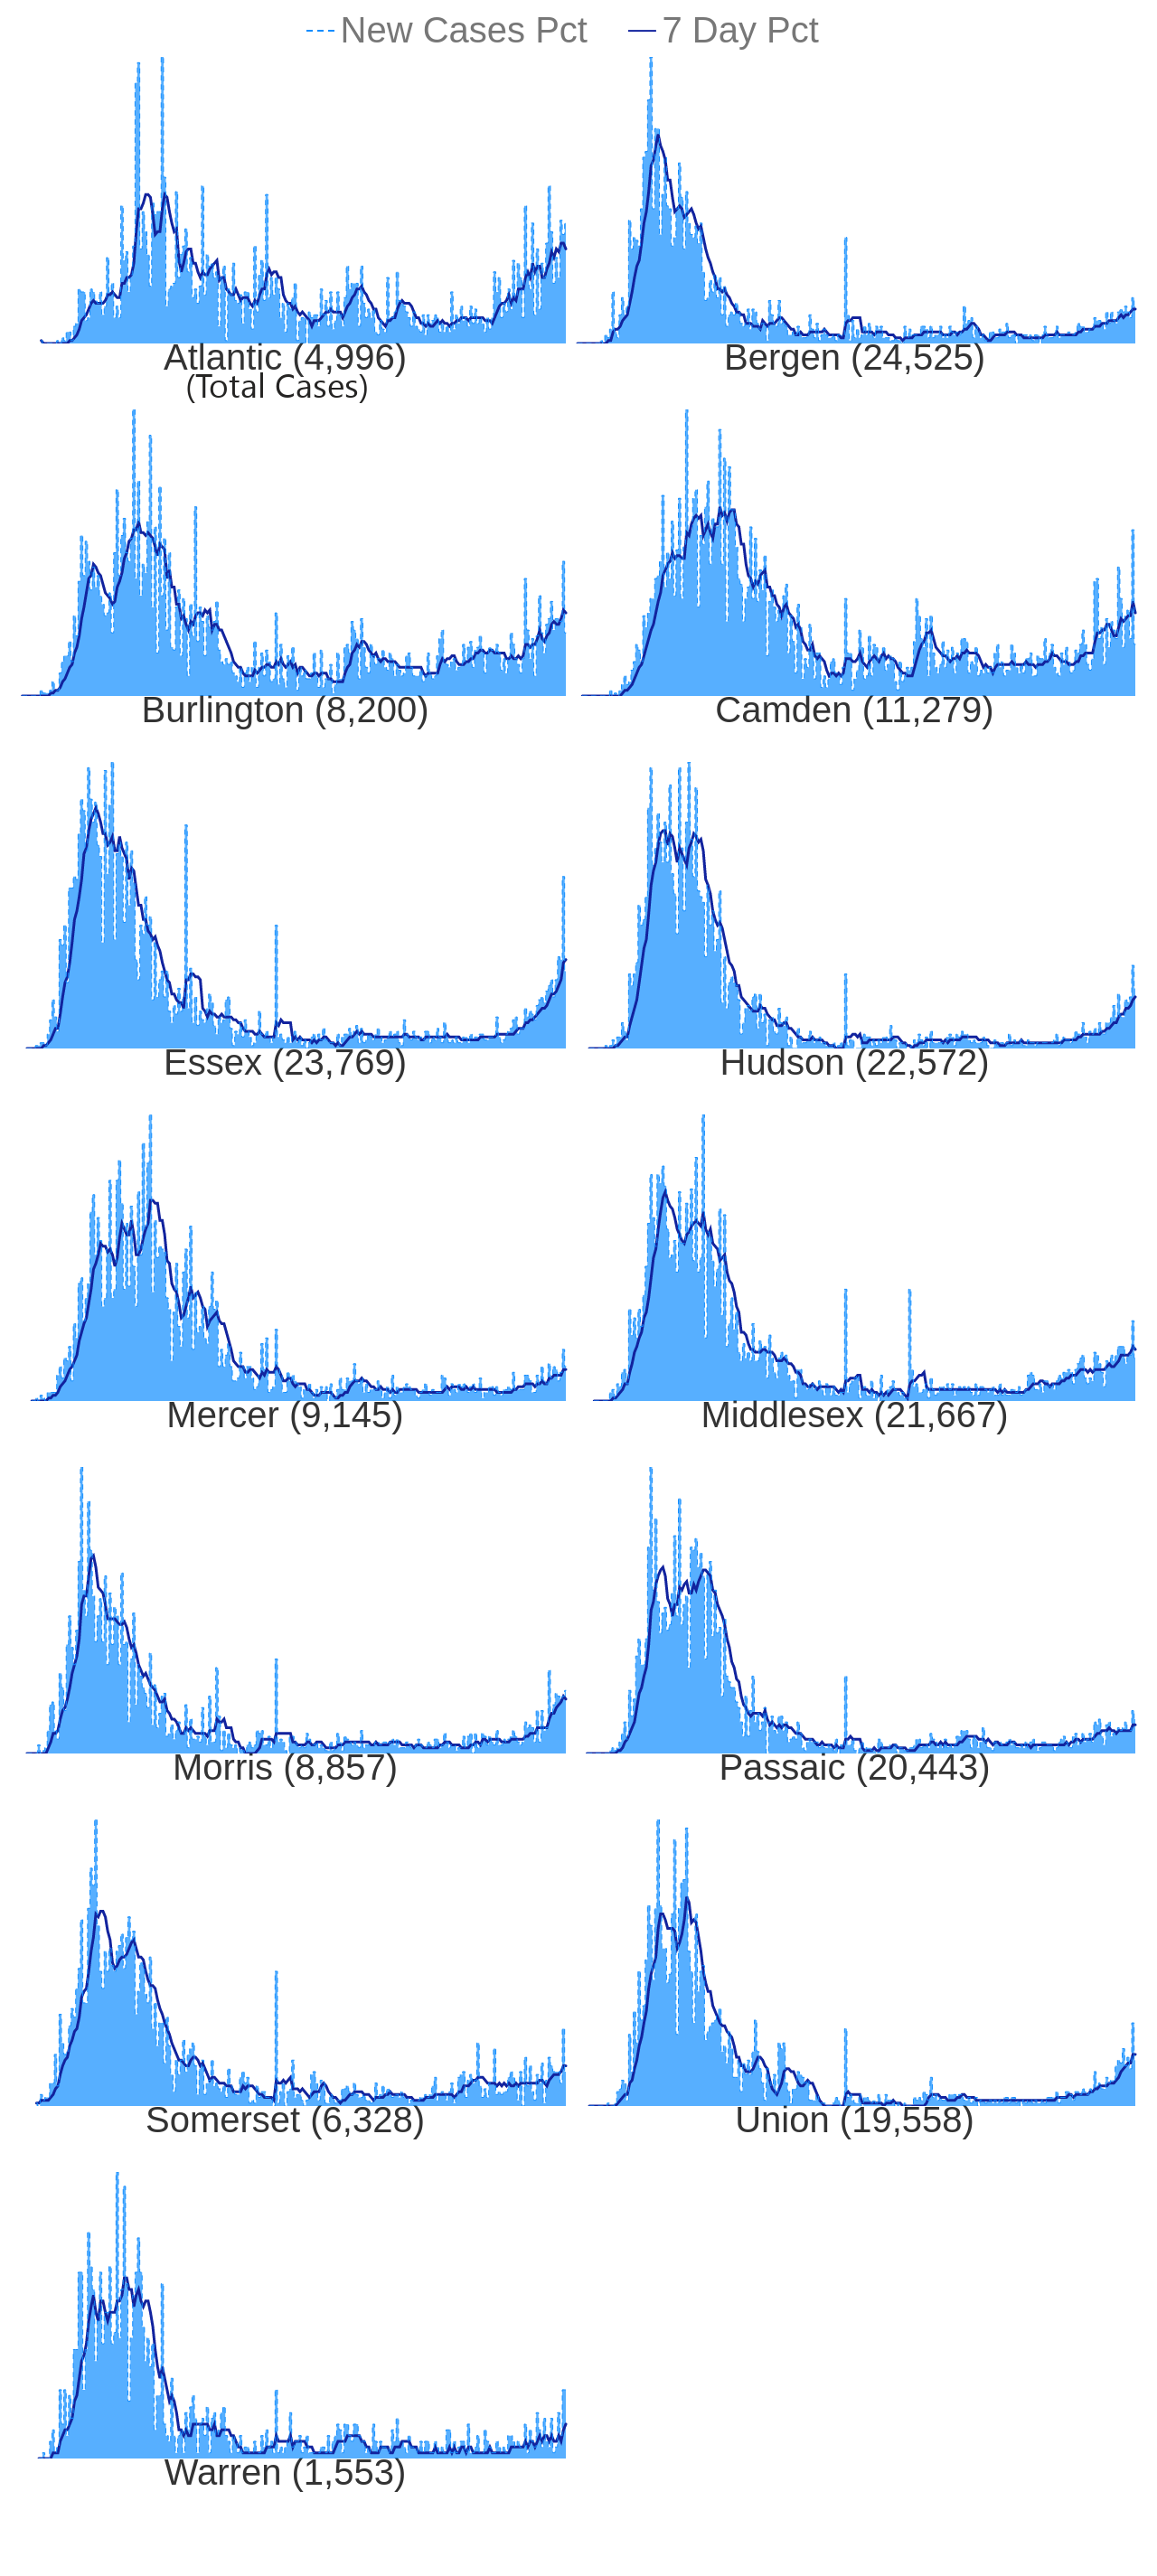 New Cases Pct 7 Day Pct
Atlantic (4,996) Bergen (24,525)
(Total Cases)
Burlington (8,200) Camden (11,279)
Essex (23,769) Hudson (22,572)
Mercer (9,145) Middlesex (21,667)
Morris (8,857) Passaic (20,443)
Somerset (6,328) Union (19,558)
Warren (1,553)